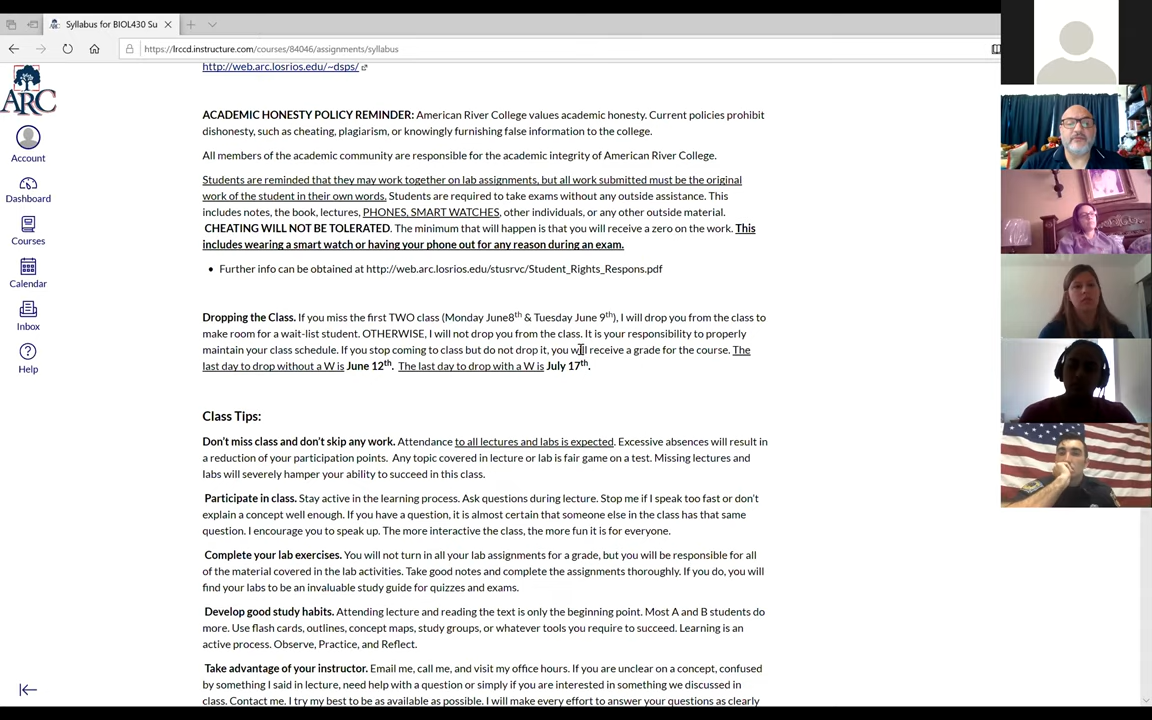 Syllabus for BIOL430 Su
https://lrccd.instructure.com/courses/84046/assignments/syllabus
ARC
Account
Dashboard
Courses
Calendar
Inbox
Help
http://web.arc.losrios.edu/~dsps/
ACADEMIC HONESTY POLICY REMINDER: American River College values academic honesty. Current policies prohibit
dishonesty, such as cheating, plagiarism, or knowingly furnishing false information to the college.
All members of the academic community are responsible for the academic integrity of American River College.
Students are reminded that they may work together on lab assignments, but all work submitted must be the original
work of the student in their own words. Students are required to take exams without any outside assistance. This
includes notes, the book, lectures, PHONES, SMART WATCHES, other individuals, or any other outside material.
CHEATING WILL NOT BE TOLERATED. The minimum that will happen is that you will receive a zero on the work. This
includes wearing a smart watch or having your phone out for any reason during an exam.
• Further info can be obtained at http://web.arc.losrios.edu/stusrvc/Student_Rights_Respons.pdf
Dropping the Class. If you miss the first TWO class (Monday June8th & Tuesday June 9th), I will drop you from the class to
make room for a wait-list student. OTHERWISE, I will not drop you from the class. It is your responsibility to properly
maintain your class schedule. If you stop coming to class but do not drop it, you will receive a grade for the course. The
last day to drop without a W is June 12th. The last day to drop with a W is July 17th.
Class Tips:
Don't miss class and don't skip any work. Attendance to all lectures and labs is expected. Excessive absences will result in
a reduction of your participation points. Any topic covered in lecture or lab is fair game on a test. Missing lectures and
labs will severely hamper your ability to succeed in this class.
Participate in class. Stay active in the learning process. Ask questions during lecture. Stop me if I speak too fast or don't
explain a concept well enough. If you have a question, it is almost certain that someone else in the class has that same
question. I encourage you to speak up. The more interactive the class, the more fun it is for everyone.
Complete your lab exercises. You will not turn in all your lab assignments for a grade, but you will be responsible for all
of the material covered in the lab activities. Take good notes and complete the assignments thoroughly. If you do, you will
find your labs to be an invaluable study guide for quizzes and exams.
Develop good study habits. Attending lecture and reading the text is only the beginning point. Most A and B students do
more. Use flash cards, outlines, concept maps, study groups, or whatever tools you require to succeed. Learning is an
active process. Observe, Practice, and Reflect.
Take advantage of your instructor. Email me, call me, and visit my office hours. If you are unclear on a concept, confused
by something I said in lecture, need help with a question or simply if you are interested in something we discussed in
class. Contact me. I try my best to be as available as possible. I will make every effort to answer your questions as clearly